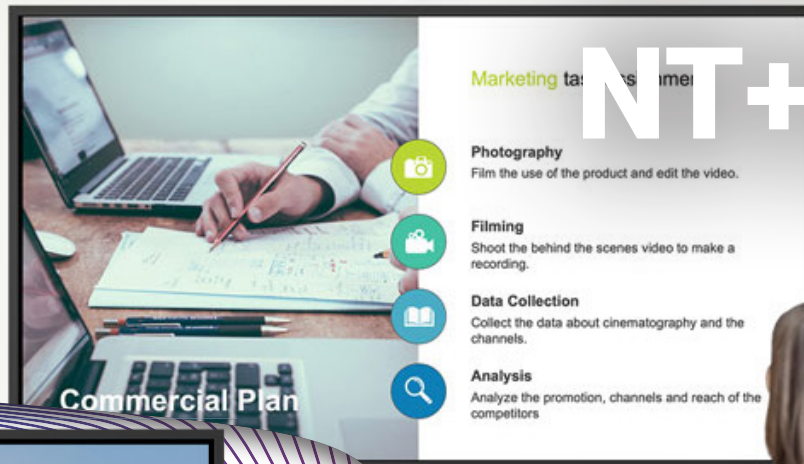 NT+
Marketing
Photography
Film the use of the product and edit the video.
Filming
Shoot the behind the scenes video to make a
recording.
Data Collection
Collect the data about cinematography and the
channels.
Analysis
Analyze the promotion, channels and reach of the
competitors
Commercial Plan